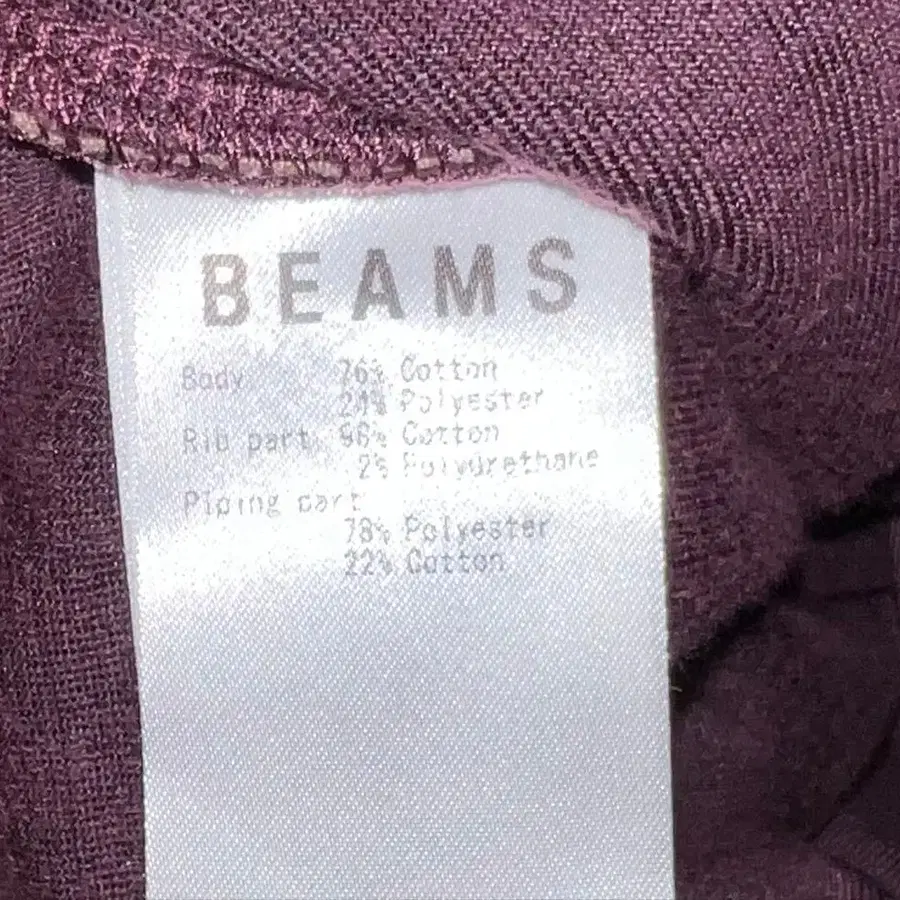 BEAMS
Body 76% Cotton
24% Polyester
Rib part 98% Cotton
2% Polyurethane
Piping part
78% Polyester
22% Cotton